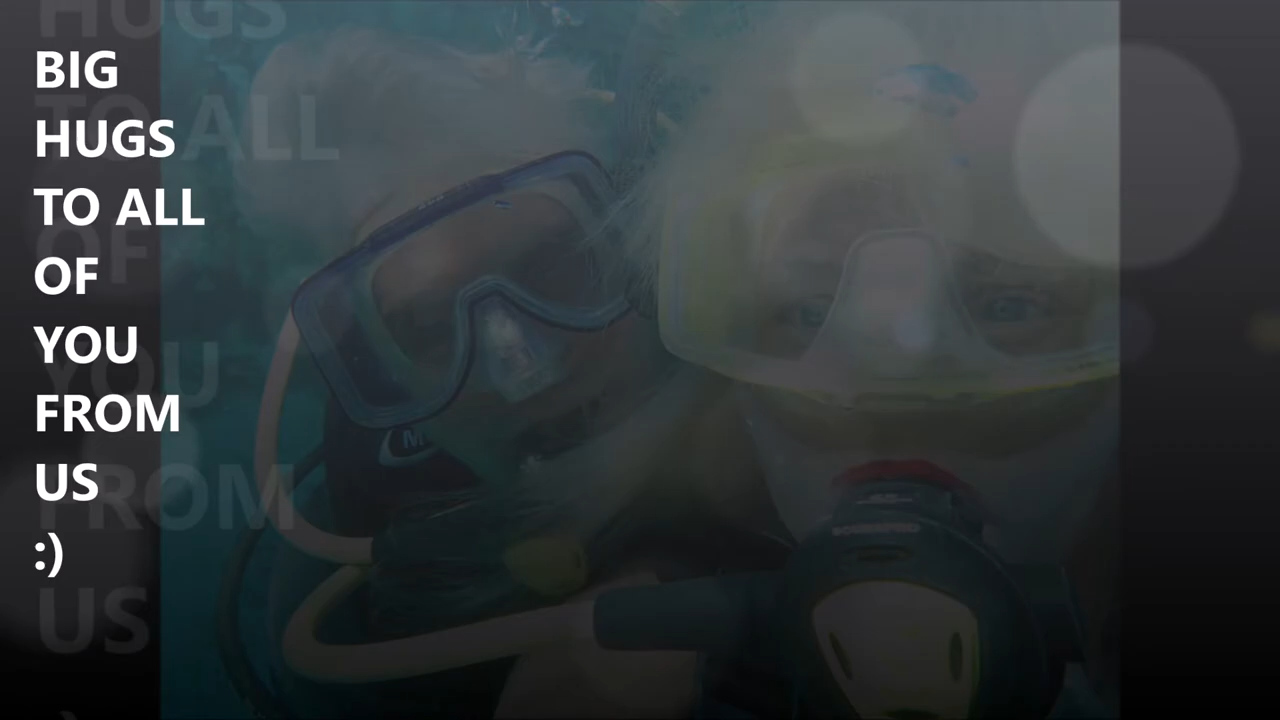 BIG
HUGS
TO ALL
OF
YOU
FROM
US
:)